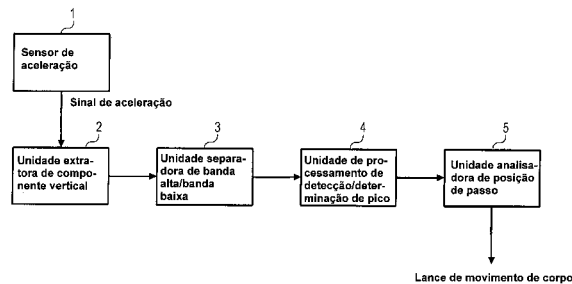 1
Sensor de
aceleração
Sinal de aceleração
2
Unidade extra-
tora de compo-
nente vertical
3
Unidade separa-
dora de banda
alta/banda
baixa
4
Unidade de pro-
cessamento de
detecção/deter-
minação de pico
5
Unidade analisa-
dora de posição
de passo
Lance de movimento de corpo